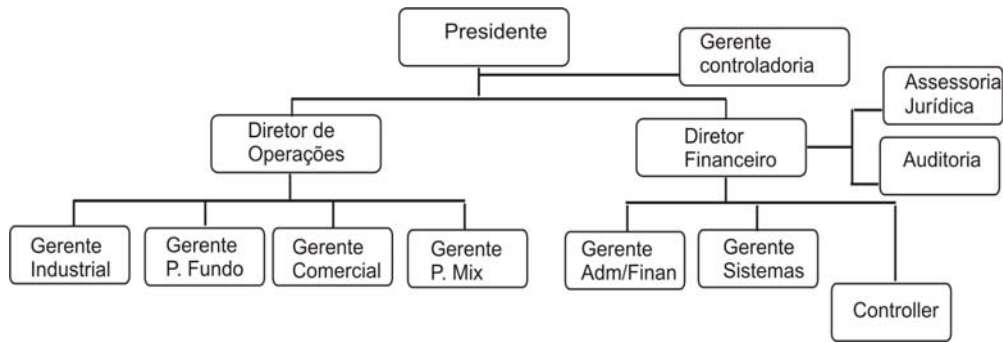 Presidente
Gerente
controladoria
Assessoria
Jurídica
Diretor de
Operações
Diretor
Financeiro
Auditoria
Gerente
Industrial
Gerente
P. Fundo
Gerente
Comercial
Gerente
P. Mix
Gerente
Adm/Finan
Gerente
Sistemas
Controller